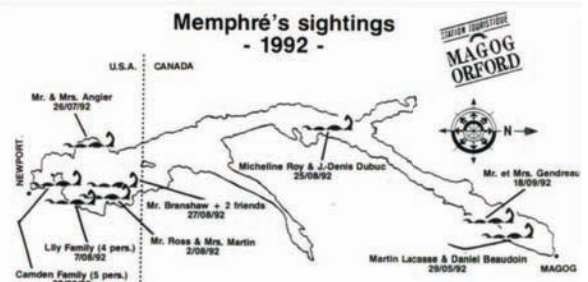 Memphré's sightings
- 1992 -
STATION TOURISTIQUE
MAGOG
ORFORD
U.S.A.
CANADA
Mr. & Mrs. Angler
26/07/92
N
NEWPORT
Micheline Roy & J.-Denis Dubuc
25/08/92
Mr. et Mrs. Gendreau
18/09/92
Mr. Branshaw + 2 friends
27/08/92
Mr. Ross & Mrs. Martin
2/08/92
Lily Family (4 pers.)
7/08/92
Camden Family (5 pers.)
Martin Lacasse & Daniel Beaudoin
29/05/92
MAGOG